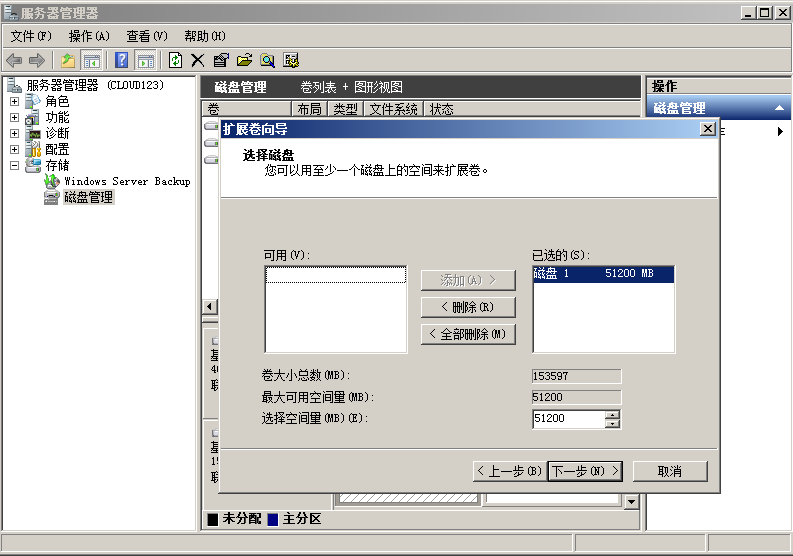 服务器管理器
文件(F) 操作(A) 查看(V) 帮助(H)
服务器管理器 (CLOUD123)
角色
功能
诊断
配置
存储
Windows Server Backup
磁盘管理
磁盘管理 卷列表 + 图形视图
卷 布局 类型 文件系统 状态
操作
磁盘管理
扩展卷向导
选择磁盘
您可以用至少一个磁盘上的空间来扩展卷。
可用(V):
已选的(S):
磁盘 1 51200 MB
添加(A) >
< 删除(R)
< 全部删除(M)
卷大小总数(MB): 153597
最大可用空间量(MB): 51200
选择空间量(MB)(E): 51200
< 上一步(B) 下一步(N) > 取消
未分配 主分区